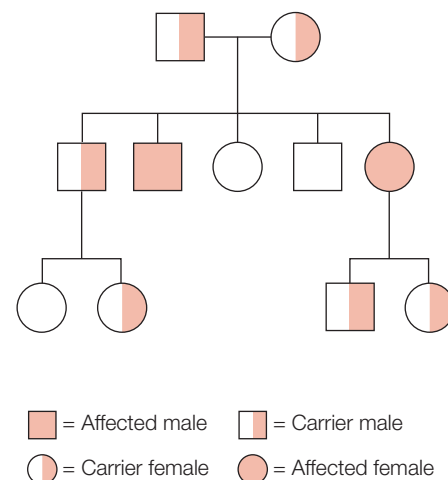 = Affected male = Carrier male
= Carrier female = Affected female